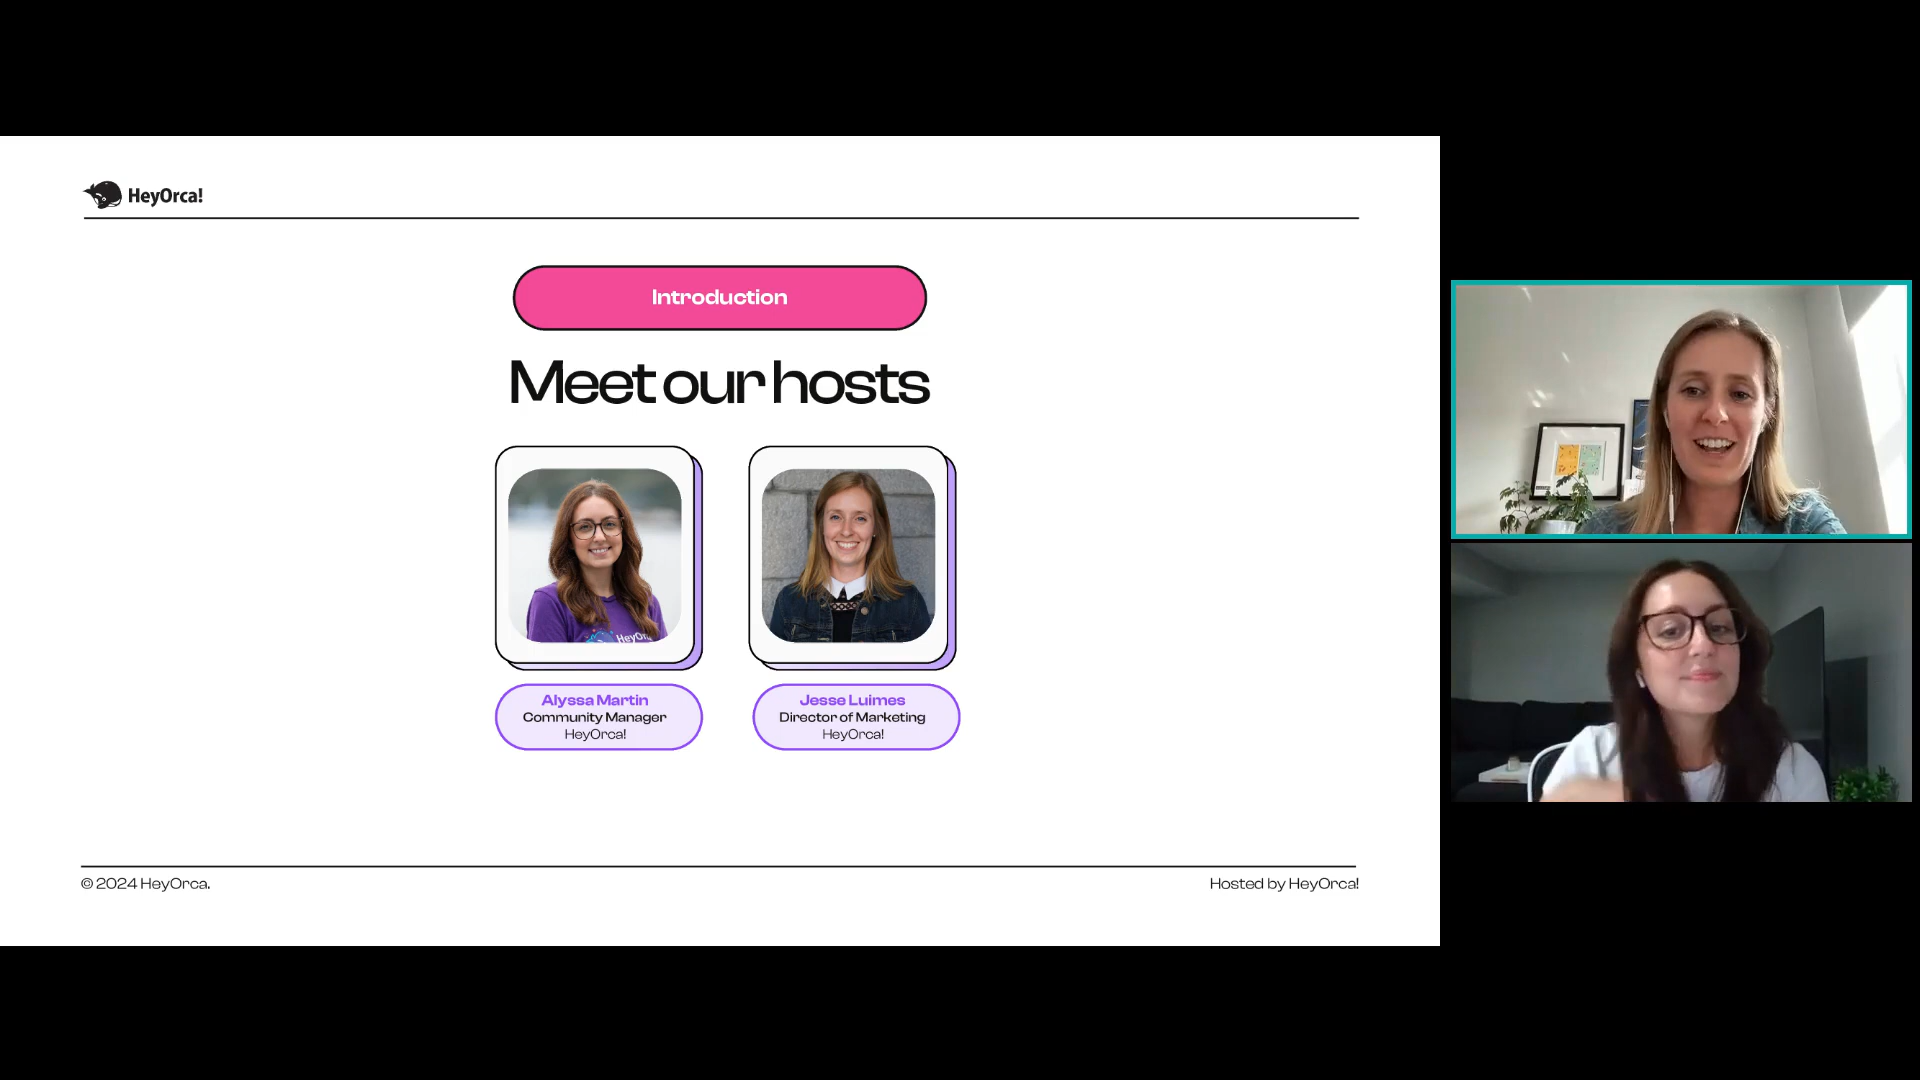 HeyOrca!
Introduction
Meet our hosts
HeyOr
Alyssa Martin
Community Manager
HeyOrca!
Jesse Luimes
Director of Marketing
HeyOrca!
© 2024 HeyOrca.
Hosted by HeyOrca!